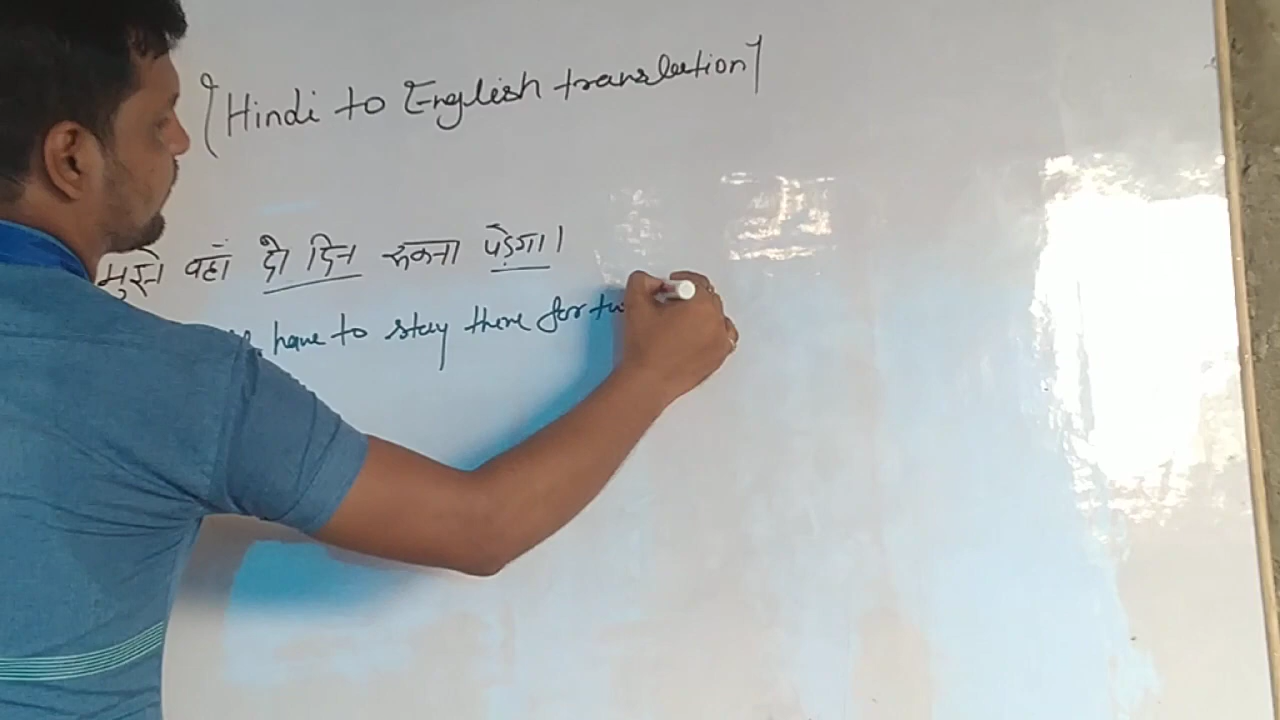 [Hindi to English translation]
मुझे वहाँ दो दिन रूकना पड़ेगा।
have to stay there for